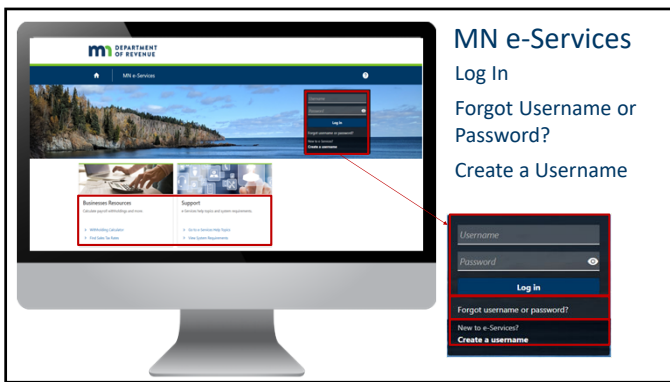 DEPARTMENT
OF REVENUE
MN e-Services
Username
Password
Log in
Forgot username or password?
New to e-Services?
Create a username
Businesses Resources
Calculate payroll withholdings and more.
Withholding Calculator
Find Sales Tax Rates
Support
e-Services help topics and system requirements.
Go to e-Services Help Topics
View System Requirements
MN e-Services
Log In
Forgot Username or
Password?
Create a Username
Username
Password
Log in
Forgot username or password?
New to e-Services?
Create a username